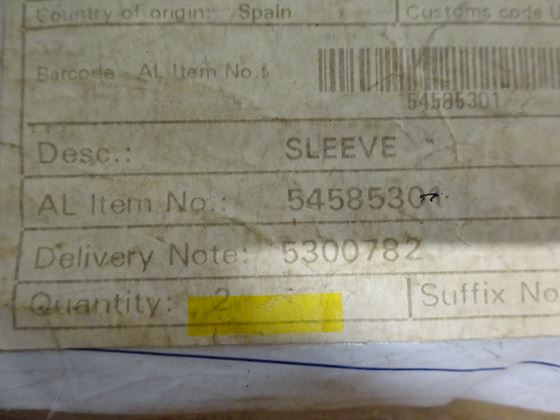 Country of origin: Spain
Customs code
Barcode - AL Item No.:
54585301
Desc.: SLEEVE
AL Item No.: 54585301
Delivery Note: 5300782
Quantity: 2
Suffix No